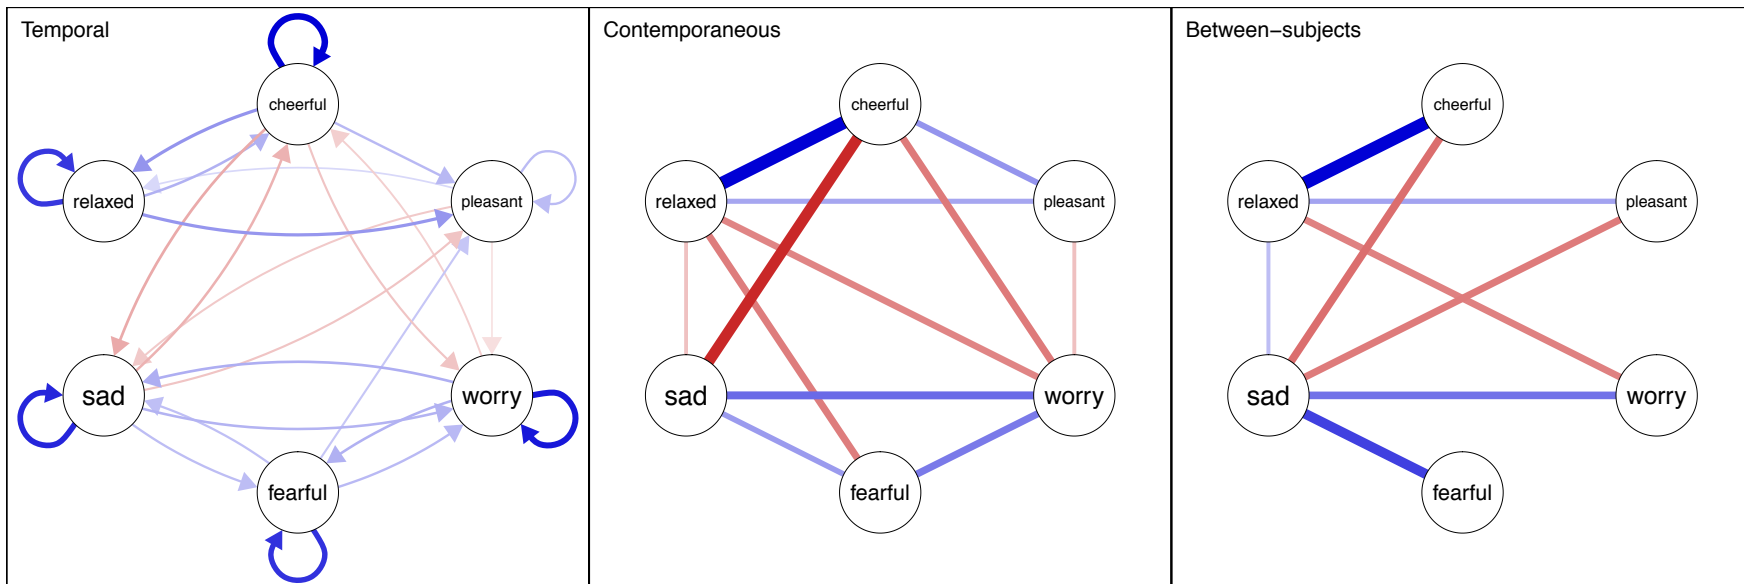 Temporal
cheerful
relaxed
pleasant
sad
worry
fearful
Contemporaneous
cheerful
relaxed
pleasant
sad
worry
fearful
Between−subjects
cheerful
relaxed
pleasant
sad
worry
fearful